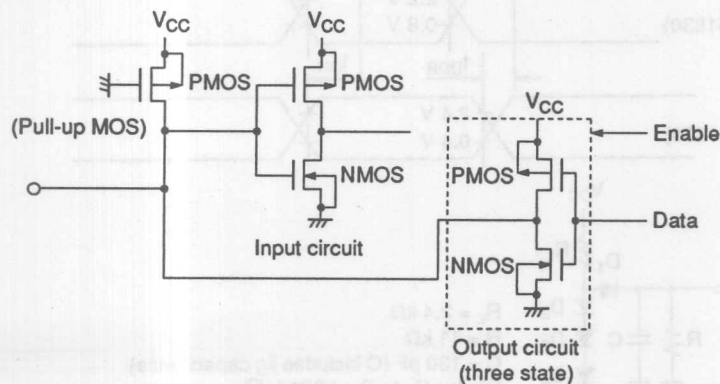 VCC
VCC
PMOS
PMOS
(Pull-up MOS)
VCC
Enable
PMOS
NMOS
Data
Input circuit
NMOS
Output circuit
(three state)